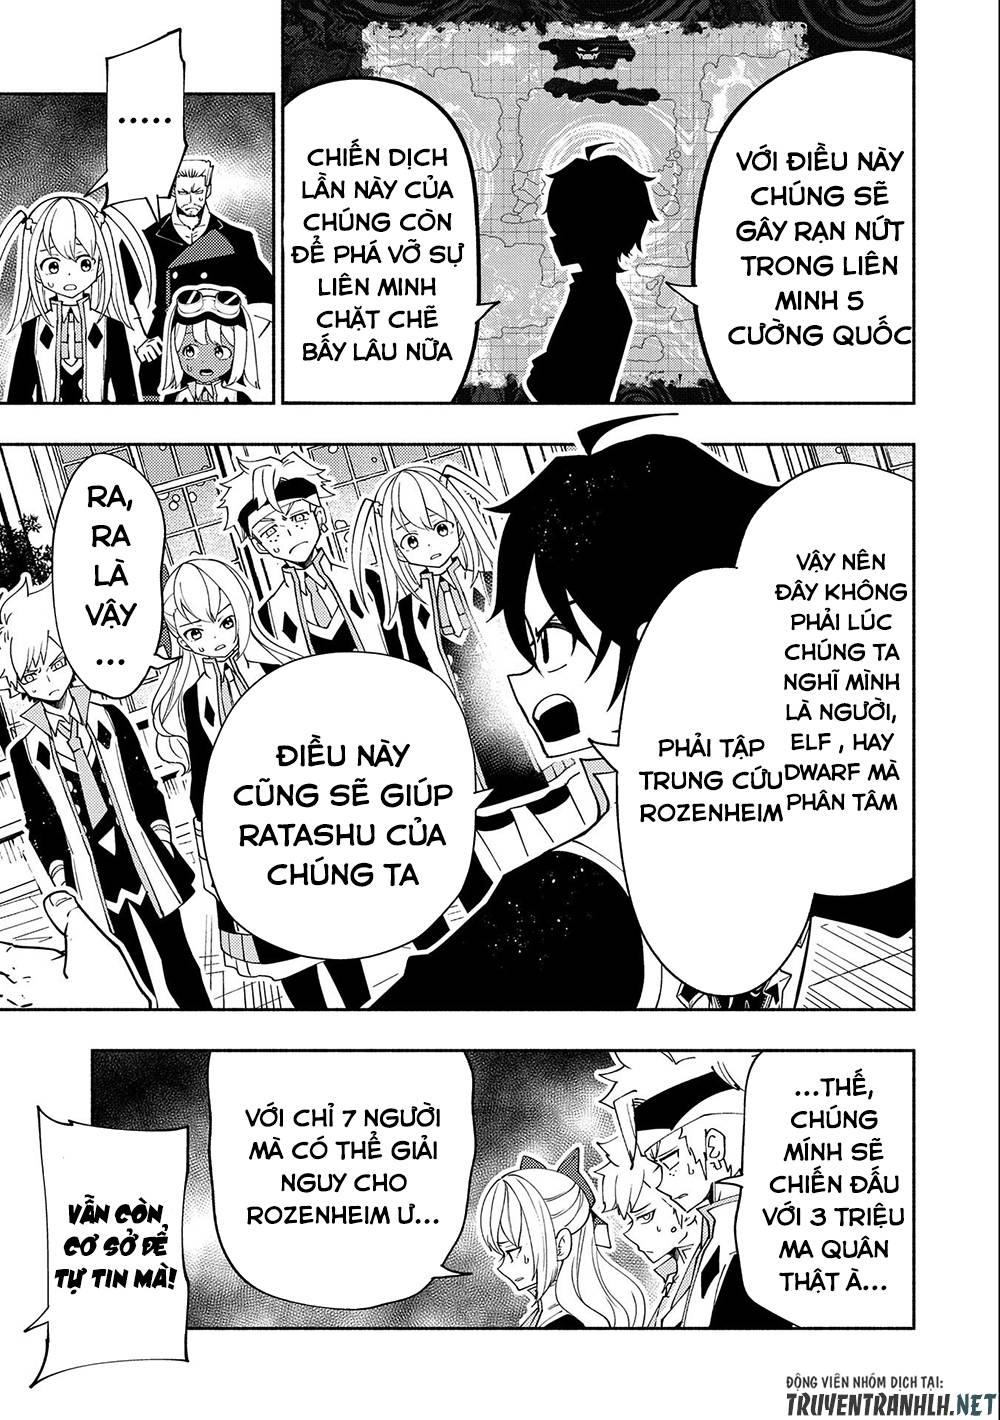 VỚI ĐIỀU NÀY
CHÚNG SẼ
GÂY RẠN NỨT
TRONG LIÊN
MINH 5
CƯỜNG QUỐC
CHIẾN DỊCH
LẦN NÀY CỦA
CHÚNG CÒN
ĐỂ PHÁ VỠ SỰ
LIÊN MINH
CHẶT CHẼ
BẤY LÂU NỮA
.....
VẬY NÊN
ĐÂY KHÔNG
PHẢI LÚC
CHÚNG TA
NGHĨ MÌNH
LÀ NGƯỜI,
ELF , HAY
DWARF MÀ
PHÂN TÂM
PHẢI TẬP
TRUNG CỨU
ROZENHEIM
ĐIỀU NÀY
CŨNG SẼ GIÚP
RATASHU CỦA
CHÚNG TA
RA,
RA
LÀ
VẬY
...
...THẾ,
CHÚNG
MÍNH SẼ
CHIẾN ĐẤU
VỚI 3 TRIỆU
MA QUÂN
THẬT À...
VỚI CHỈ 7 NGƯỜI
MÀ CÓ THỂ GIẢI
NGUY CHO
ROZENHEIM Ư...
VẪN CÒN
CƠ SỞ ĐỂ
TỰ TIN MÀ!
ĐỘNG VIÊN NHÓM DỊCH TẠI:
TRUYENTRANHLH.NET